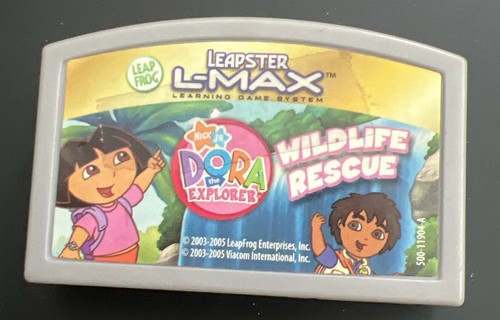 LEAP
FROG
LEAPSTER
L-MAX™
LEARNING GAME SYSTEM
NICK JR.
DORA
the
EXPLORER
WILDLIFE
RESCUE
© 2003-2005 LeapFrog Enterprises, Inc.
© 2003-2005 Viacom International, Inc.
500-11904-A